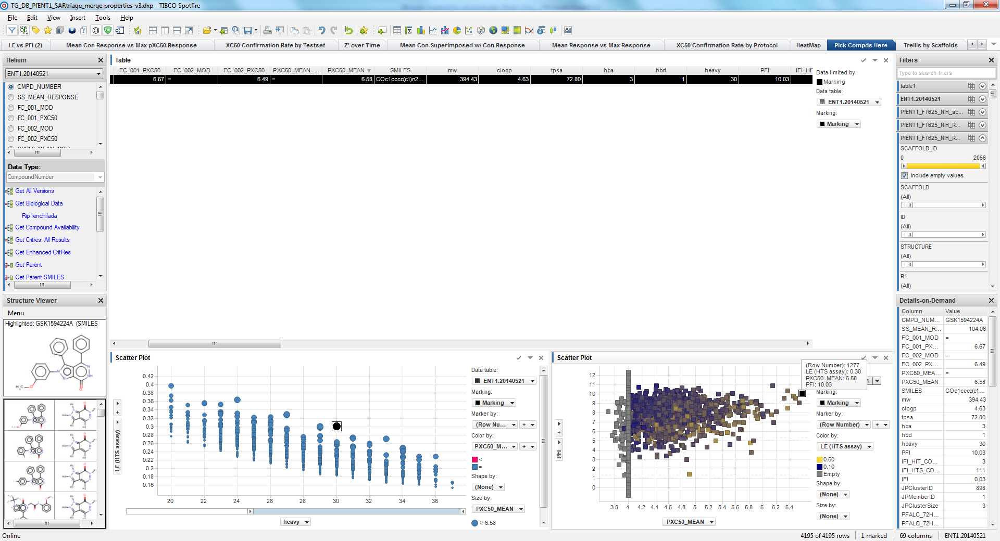 TG_DB_PfENT1_SARtriage_merge properties-v3.dxp - TIBCO Spotfire
File Edit View Insert Tools Help
LE vs PFI (2) Mean Con Response vs Max pXC50 Response XC50 Confirmation Rate by Testset Z' over Time Mean Con Superimposed w/ Con Response Mean Response vs Max Response XC50 Confirmation Rate by Protocol HeatMap Pick Compds Here Trellis by Scaffolds
Helium
ENT1.20140521
CMPD_NUMBER
SS_MEAN_RESPONSE
FC_001_MOD
FC_001_PXC50
FC_002_MOD
FC_002_PXC50
PXC50_MEAN_MOD
Data Type:
CompoundNumber
Get All Versions
Get Biological Data
Rip1enchilada
Get Compound Availability
Get Critres: All Results
Get Enhanced CritRes
Get Parent
Get Parent SMILES
Structure Viewer
Menu
Highlighted: GSK1594224A (SMILES
Table
FC_001_PXC50 FC_002_MOD FC_002_PXC50 PXC50_MEAN_... PXC50_MEAN SMILES mw clogp tpsa hba hbd heavy PFI IFI_HIT
6.67 = 6.49 = 6.58 COc1cccc(c1)n2... 394.43 4.63 72.80 3 1 30 10.03
Data limited by:
Marking
Data table:
ENT1.20140521
Marking:
Marking
Scatter Plot
0.42
0.4
0.38
0.36
0.34
0.32
0.3
0.28
0.26
0.24
0.22
0.2
0.18
0.16
LE (HTS assay)
20 22 24 26 28 30 32 34 36
heavy
Data table:
ENT1.20140521
Marking:
Marking
Marker by:
(Row Nu... +
Color by:
PXC50_M... +
<
=
Shape by:
(None)
Size by:
PXC50_MEAN
≥ 6.58
Scatter Plot
(Row Number): 1277
LE (HTS assay): 0.30
PXC50_MEAN: 6.58
PFI: 10.03
12
11
10
9
8
7
6
5
4
3
2
1
0
PFI
3.8 4 4.2 4.4 4.6 4.8 5 5.2 5.4 5.6 5.8 6 6.2 6.4
PXC50_MEAN
Marking:
Marking
Marker by:
(Row Number) +
Color by:
LE (HTS assay)
0.50
0.10
Empty
Shape by:
(None)
Size by:
(None)
Filters
Type to search filters
table1
ENT1.20140521
PfENT1_FT625_NIH_sc...
PfENT1_FT625_NIH_R...
PfENT1_FT625_NIH_R...
SCAFFOLD_ID
0 2056
Include empty values
SCAFFOLD
(All)
ID
(All)
STRUCTURE
(All)
R1
(All)
Details-on-Demand
Column Value
CMPD_NUM... GSK1594224A
SS_MEAN_R... 104.06
FC_001_MOD =
FC_001_PX... 6.67
FC_002_MOD =
FC_002_PX... 6.49
PXC50_MEA... =
PXC50_MEAN 6.58
SMILES COc1cccc(c1...
mw 394.43
clogp 4.63
tpsa 72.80
hba 3
hbd 1
heavy 30
PFI 10.03
IFI_HIT_CO... 3
IFI_HTS_CO... 111
IFI 0.03
JPClusterID 898
JPMemberID 1
JPClusterSize 3
PFALC_72H...
PFALC_72H...
Online
4195 of 4195 rows 1 marked 69 columns ENT1.20140521